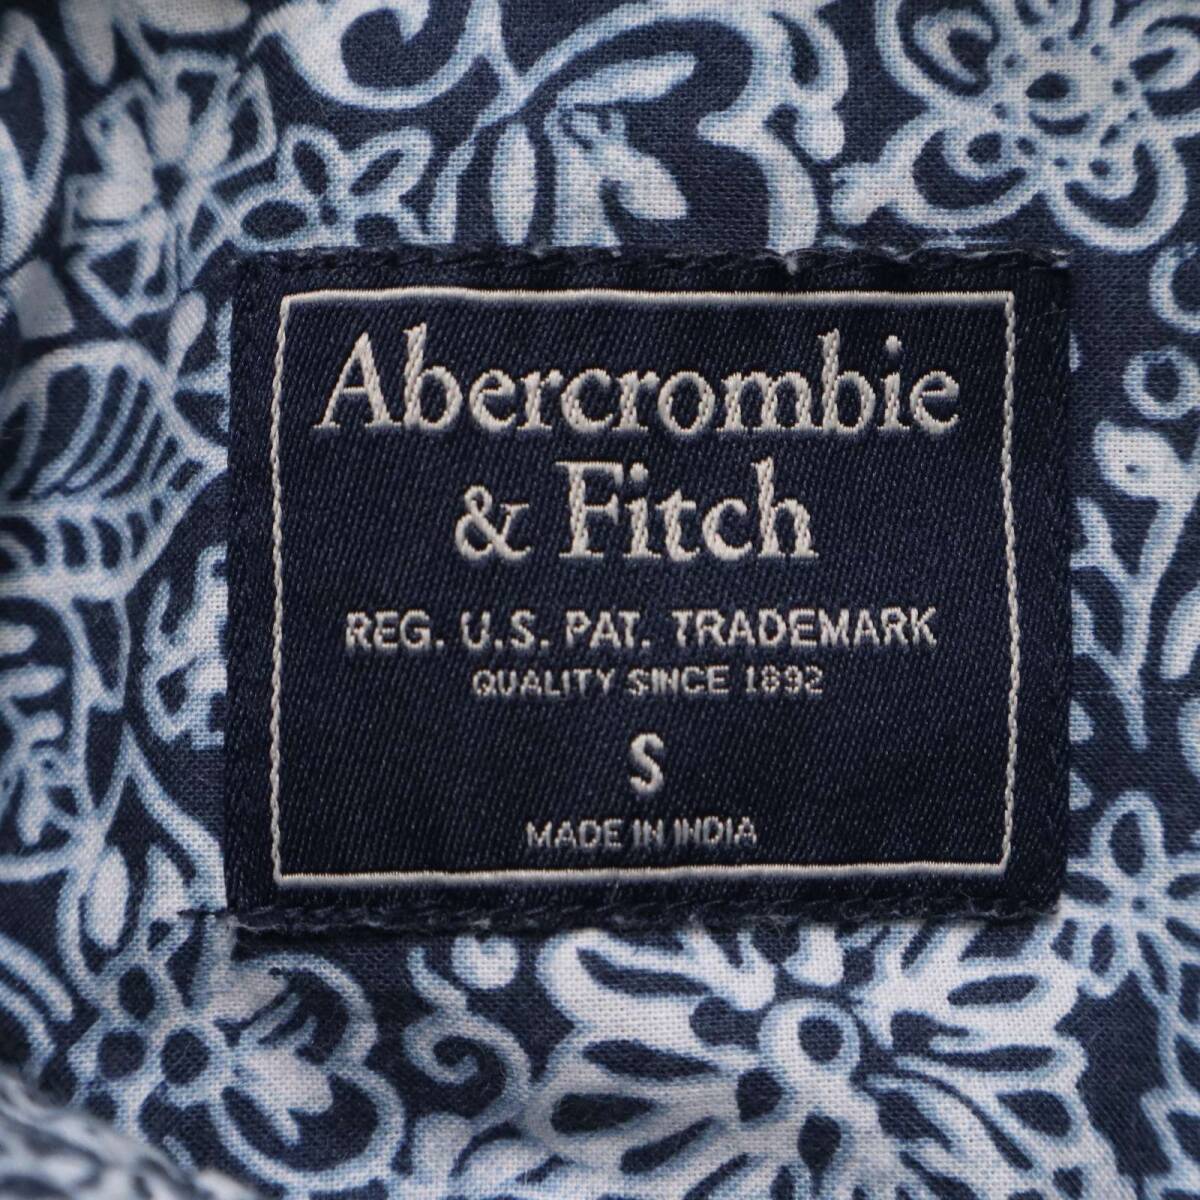 Abercrombie
& Fitch
REG. U.S. PAT. TRADEMARK
QUALITY SINCE 1892
S
MADE IN INDIA